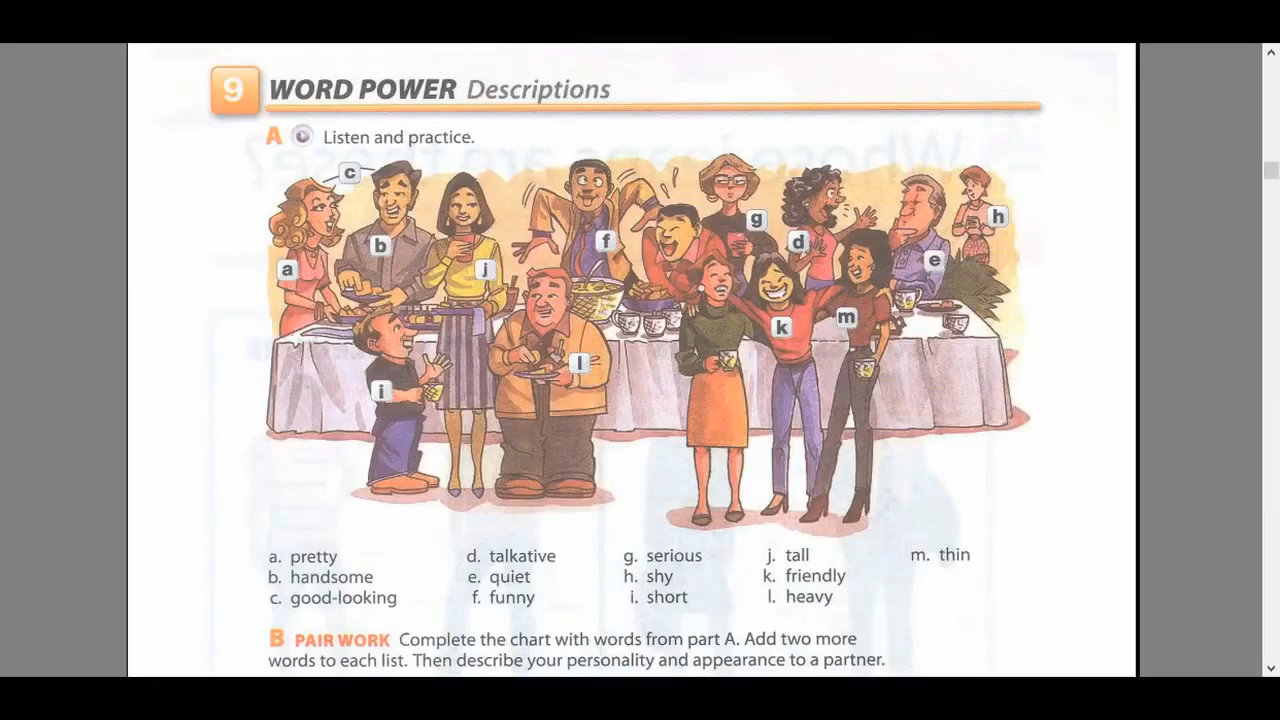 9 WORD POWER Descriptions
A Listen and practice.
c
h
g
b
f
d
j
e
a
m
k
l
i
a. pretty
d. talkative
g. serious
j. tall
m. thin
b. handsome
e. quiet
h. shy
k. friendly
c. good-looking
f. funny
i. short
l. heavy
B PAIR WORK Complete the chart with words from part A. Add two more
words to each list. Then describe your personality and appearance to a partner.